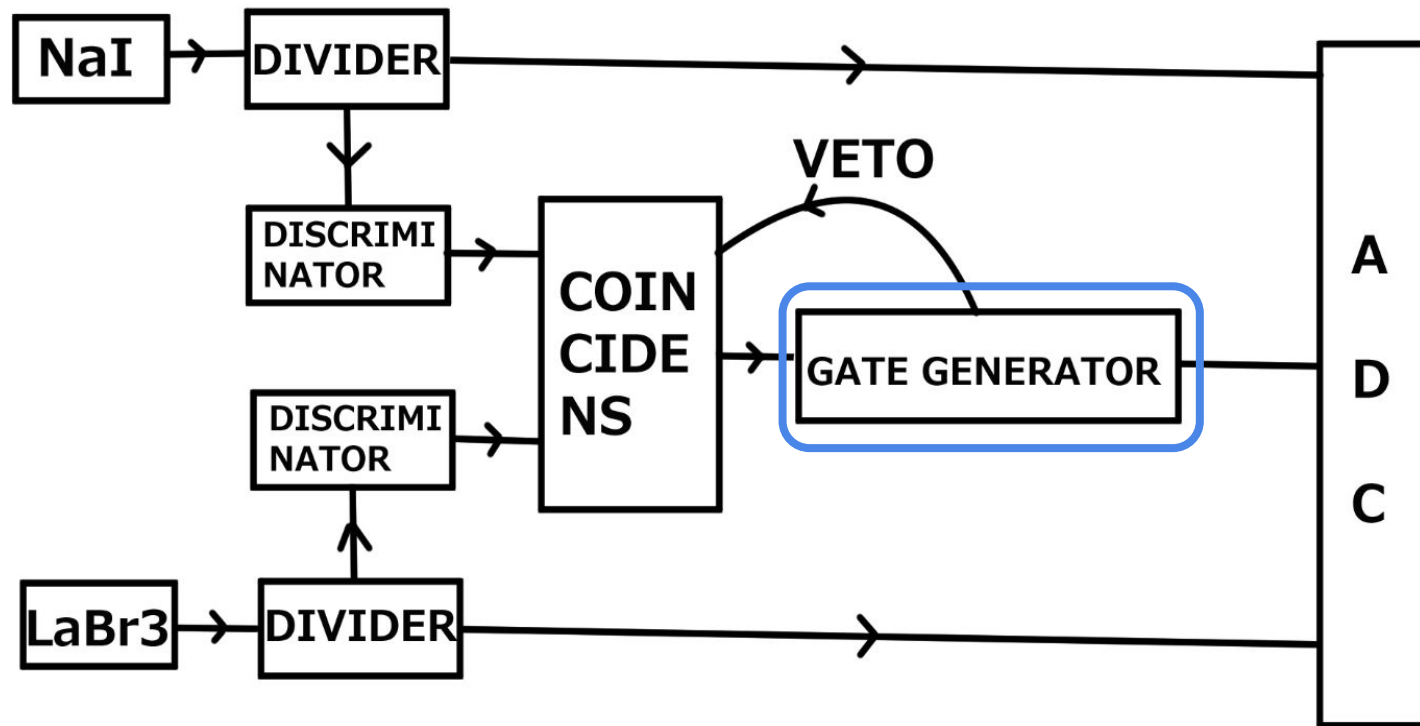 NaI
DIVIDER
VETO
DISCRIMI
NATOR
COIN
CIDE
NS
GATE GENERATOR
A
D
C
DISCRIMI
NATOR
LaBr3
DIVIDER